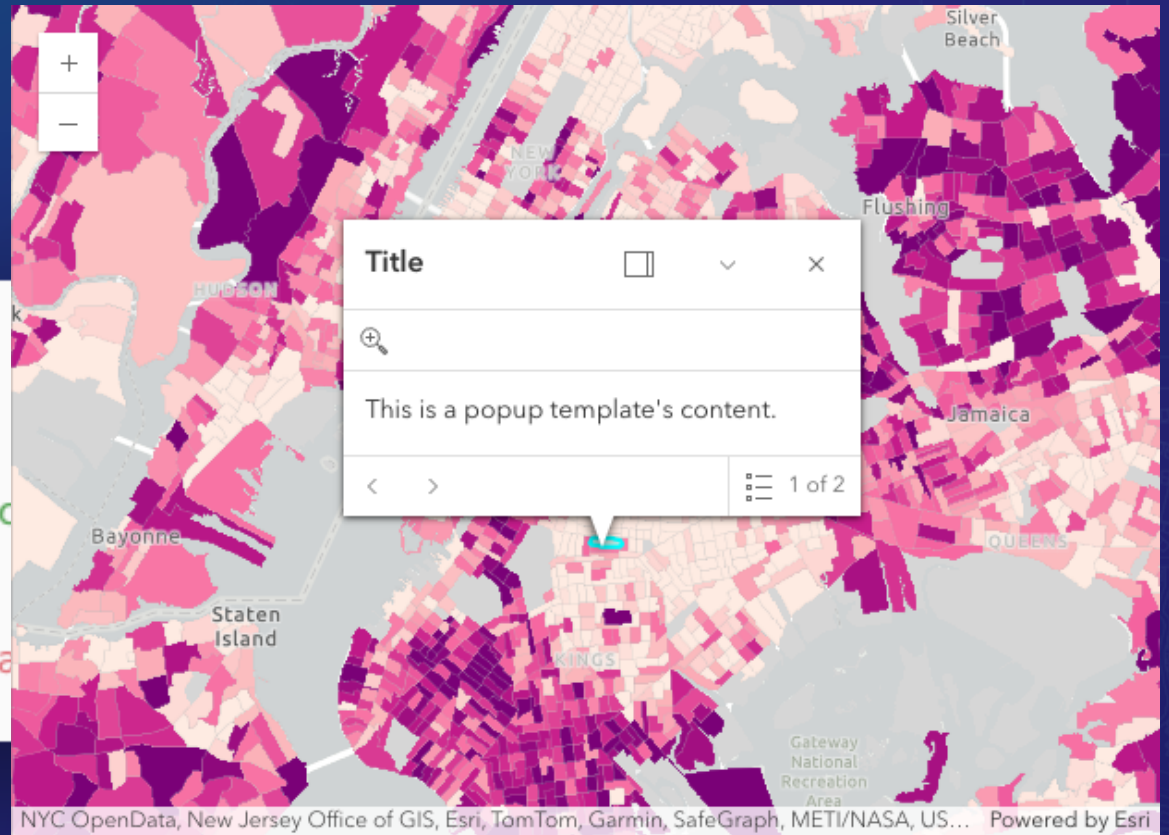 Silver
Beach
NEW
YORK
Flushing
Title
HUDSON
k
This is a popup template's content.
Jamaica
1 of 2
Bayonne
QUEENS
Staten
Island
KINGS
Gateway
National
Recreation
Area
NYC OpenData, New Jersey Office of GIS, Esri, TomTom, Garmin, SafeGraph, METI/NASA, US... Powered by Esri